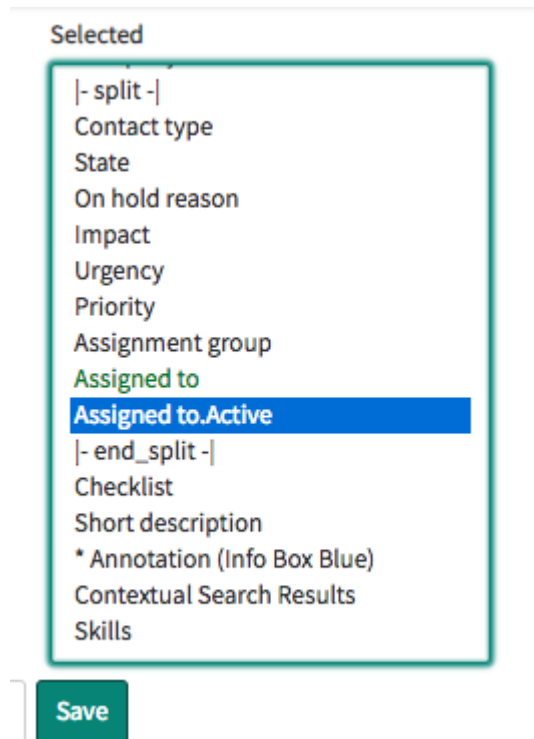 Selected
|- split -|
Contact type
State
On hold reason
Impact
Urgency
Priority
Assignment group
Assigned to
Assigned to.Active
|- end_split -|
Checklist
Short description
* Annotation (Info Box Blue)
Contextual Search Results
Skills
Save